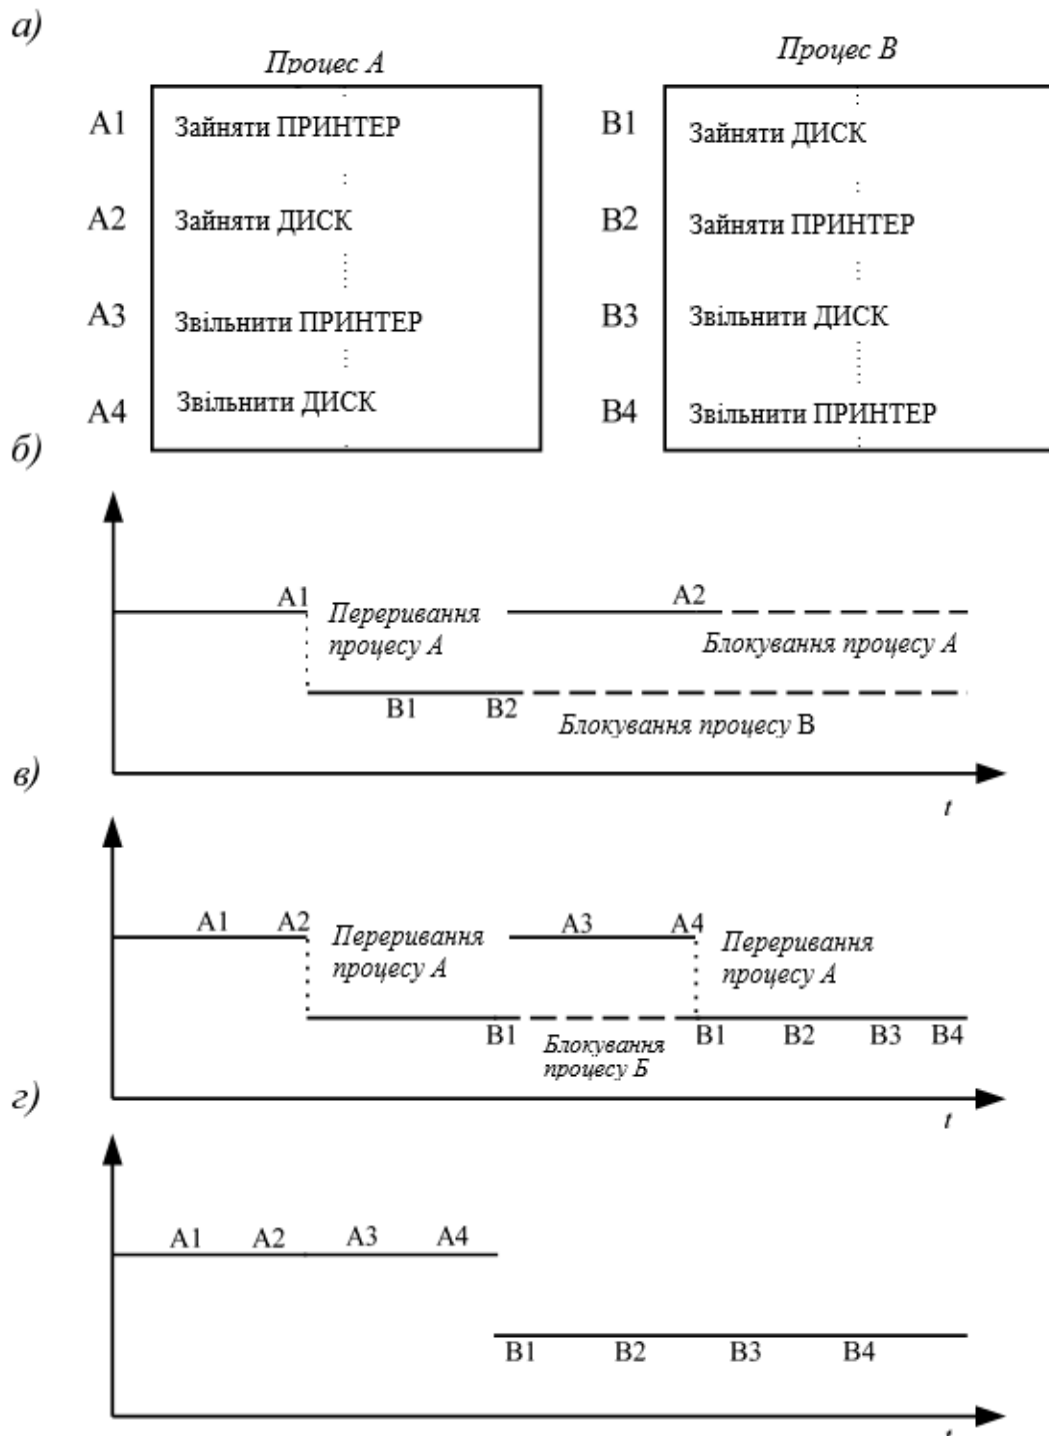 а)
Процес А
Процес В
А1
Зайняти ПРИНТЕР
В1
Зайняти ДИСК
А2
Зайняти ДИСК
В2
Зайняти ПРИНТЕР
А3
Звільнити ПРИНТЕР
В3
Звільнити ДИСК
А4
Звільнити ДИСК
В4
Звільнити ПРИНТЕР
б)
А1
Переривання
процесу А
А2
Блокування процесу А
В1
В2
Блокування процесу В
t
в)
А1
А2
Переривання
процесу А
А3
А4
Переривання
процесу А
В1
Блокування
процесу Б
В1
В2
В3
В4
t
г)
А1
А2
А3
А4
В1
В2
В3
В4
t